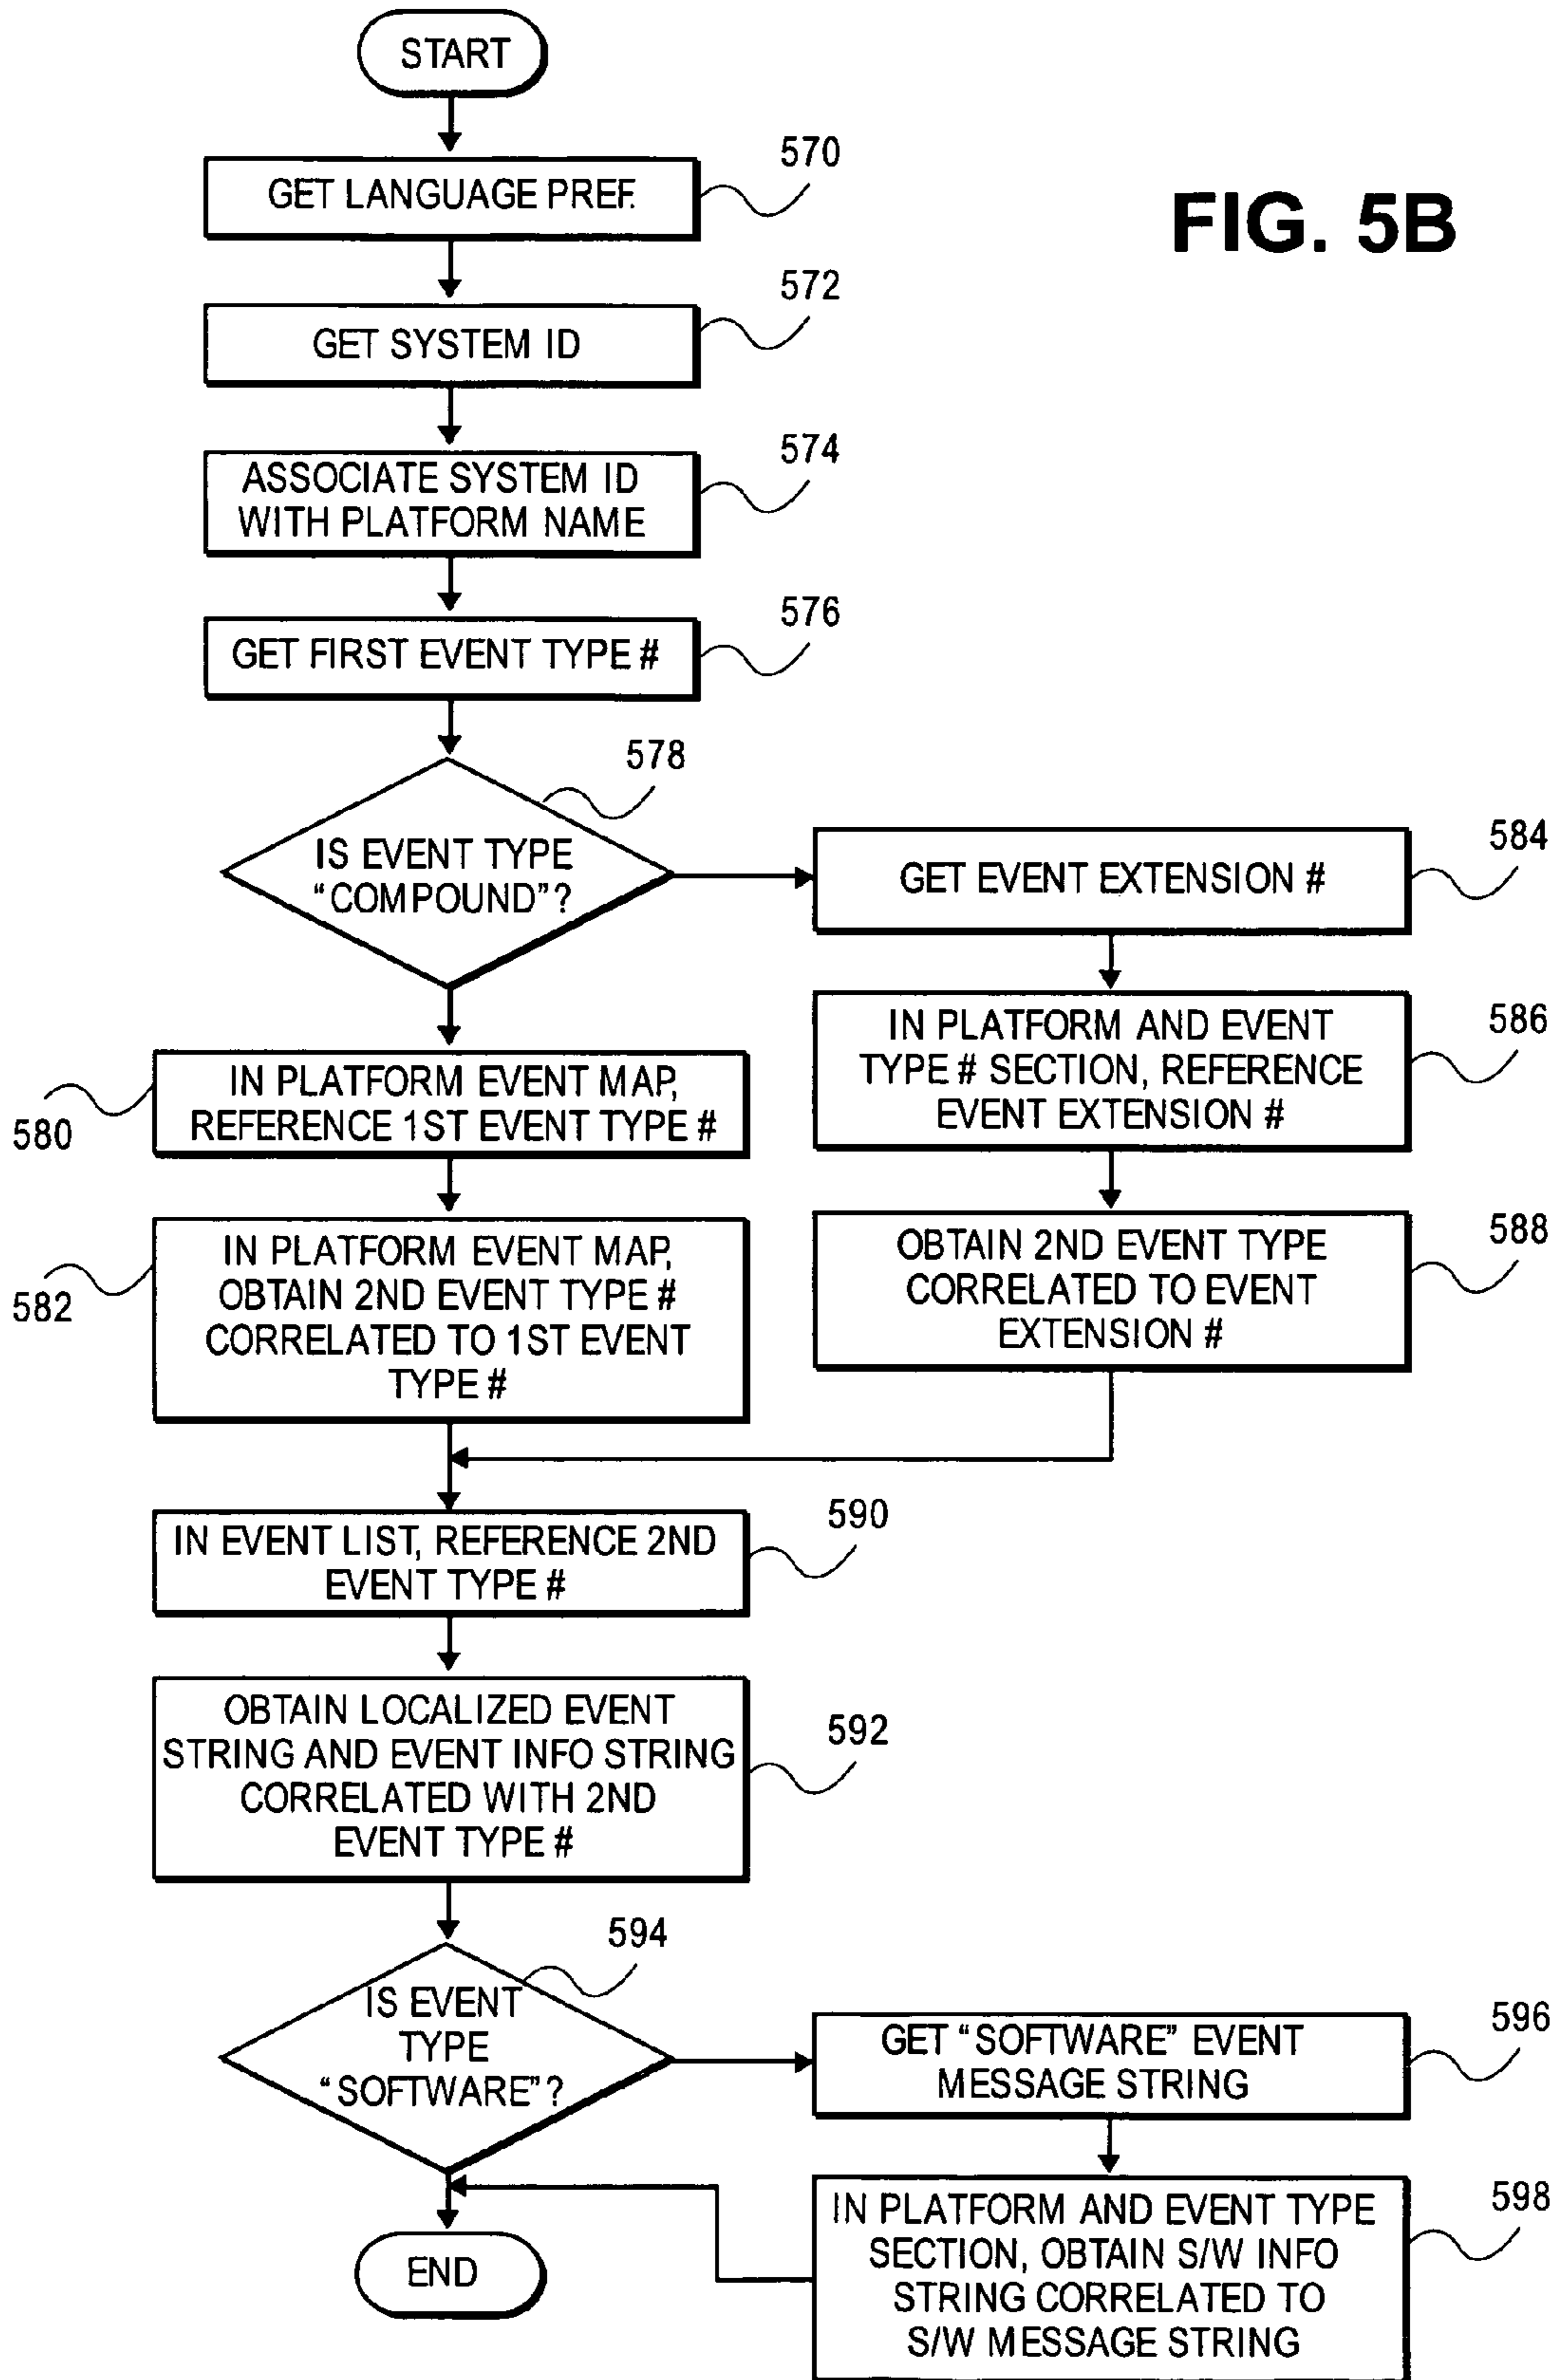 START
570
GET LANGUAGE PREF.
FIG. 5B
572
GET SYSTEM ID
574
ASSOCIATE SYSTEM ID
WITH PLATFORM NAME
576
GET FIRST EVENT TYPE #
578
IS EVENT TYPE
“COMPOUND”?
584
GET EVENT EXTENSION #
586
IN PLATFORM AND EVENT
TYPE # SECTION, REFERENCE
EVENT EXTENSION #
580
IN PLATFORM EVENT MAP,
REFERENCE 1ST EVENT TYPE #
588
OBTAIN 2ND EVENT TYPE
CORRELATED TO EVENT
EXTENSION #
582
IN PLATFORM EVENT MAP,
OBTAIN 2ND EVENT TYPE #
CORRELATED TO 1ST EVENT
TYPE #
590
IN EVENT LIST, REFERENCE 2ND
EVENT TYPE #
592
OBTAIN LOCALIZED EVENT
STRING AND EVENT INFO STRING
CORRELATED WITH 2ND
EVENT TYPE #
594
IS EVENT
TYPE
“SOFTWARE”?
596
GET “SOFTWARE” EVENT
MESSAGE STRING
598
IN PLATFORM AND EVENT TYPE
SECTION, OBTAIN S/W INFO
STRING CORRELATED TO
S/W MESSAGE STRING
END